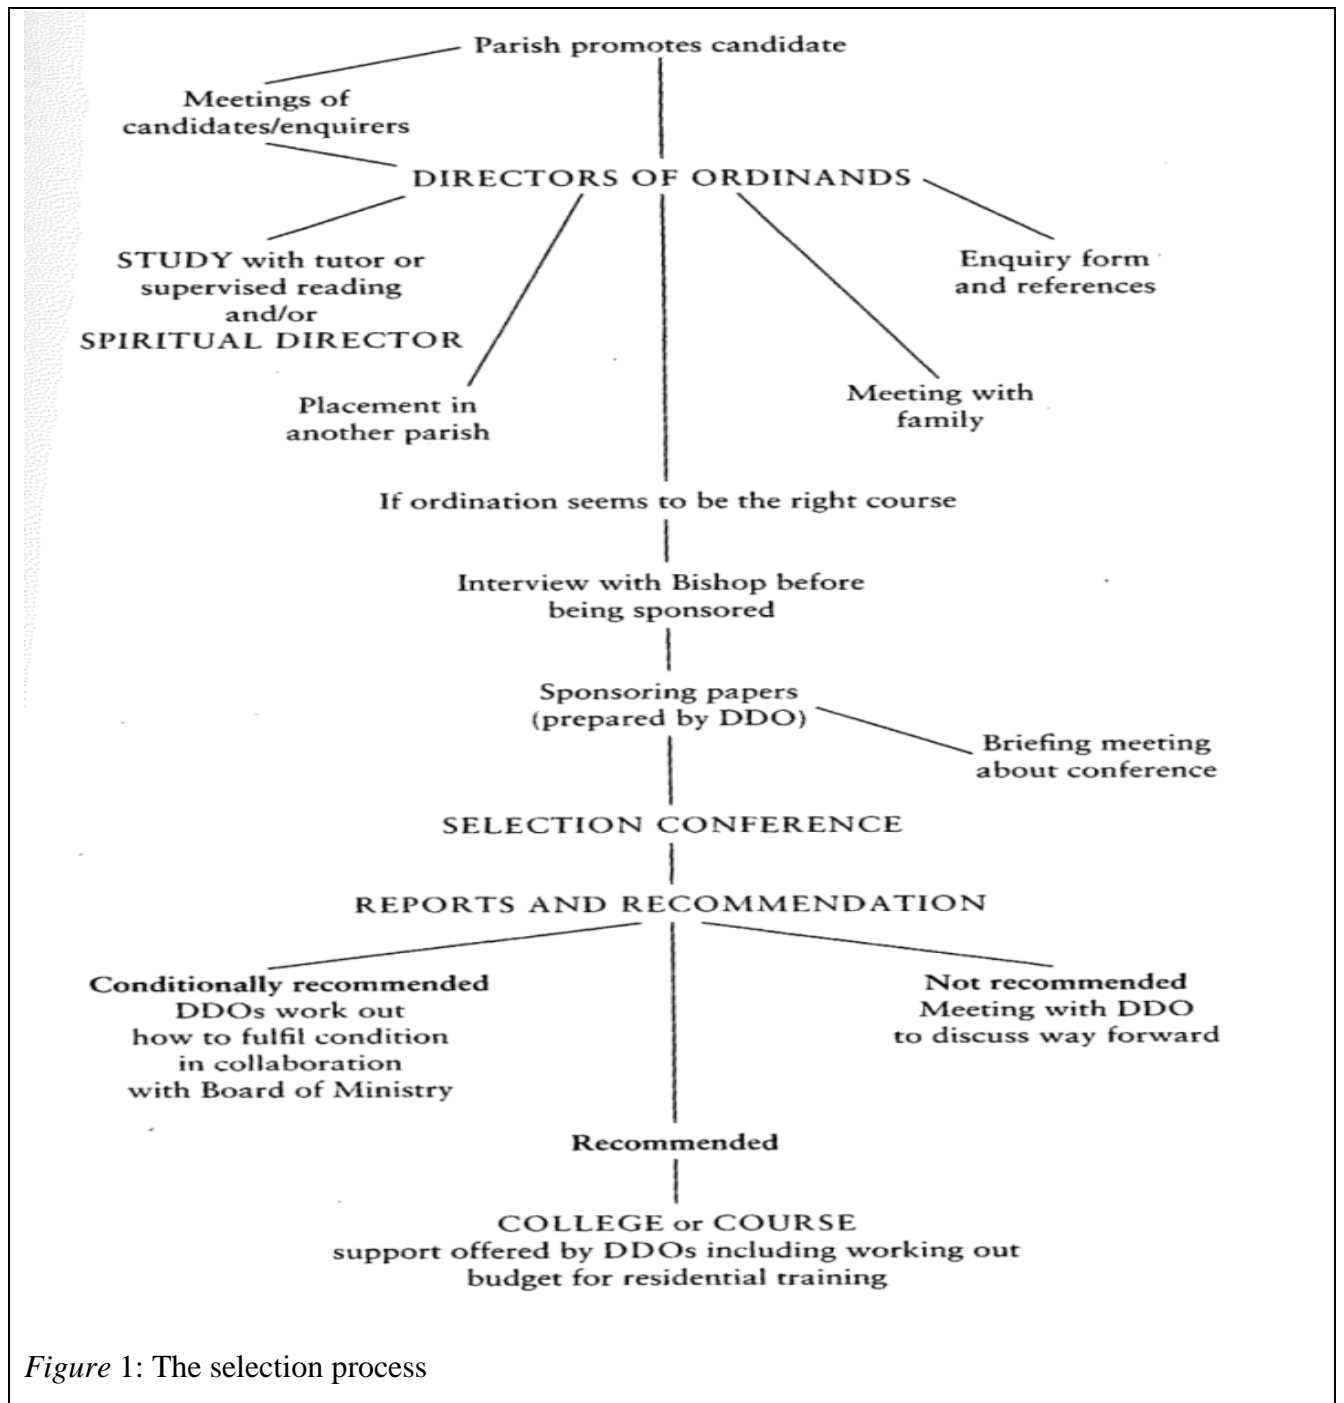 Parish promotes candidate
Meetings of
candidates/enquirers
DIRECTORS OF ORDINANDS
STUDY with tutor or
supervised reading
and/or
SPIRITUAL DIRECTOR
Enquiry form
and references
Placement in
another parish
Meeting with
family
If ordination seems to be the right course
Interview with Bishop before
being sponsored
Sponsoring papers
(prepared by DDO)
Briefing meeting
about conference
SELECTION CONFERENCE
REPORTS AND RECOMMENDATION
Conditionally recommended
DDOs work out
how to fulfil condition
in collaboration
with Board of Ministry
Not recommended
Meeting with DDO
to discuss way forward
Recommended
COLLEGE or COURSE
support offered by DDOs including working out
budget for residential training
Figure 1: The selection process